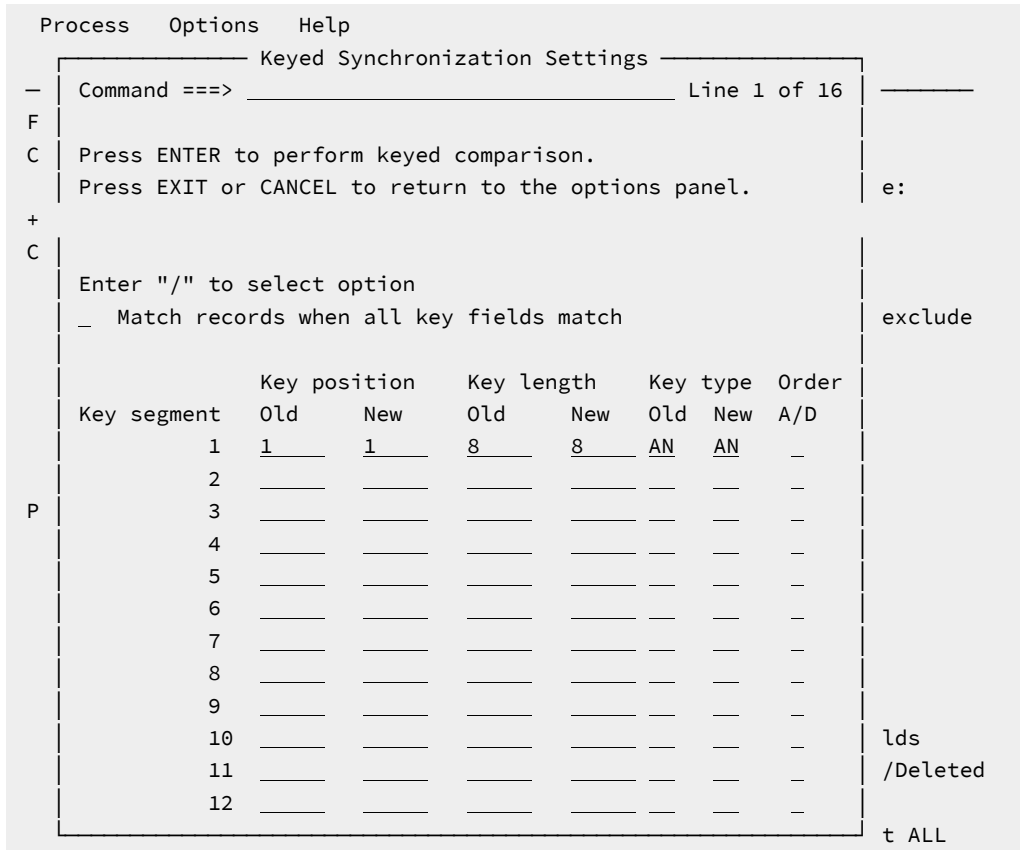 Process   Options   Help
Keyed Synchronization Settings
Command ===> Line 1 of 16
F
C Press ENTER to perform keyed comparison.
Press EXIT or CANCEL to return to the options panel. e:
+
C
Enter "/" to select option
_ Match records when all key fields match exclude
Key position Key length Key type Order
Key segment Old New Old New Old New A/D
1 1 1 8 8 AN AN _
2
P 3
4
5
6
7
8
9
10 lds
11 /Deleted
12
t ALL